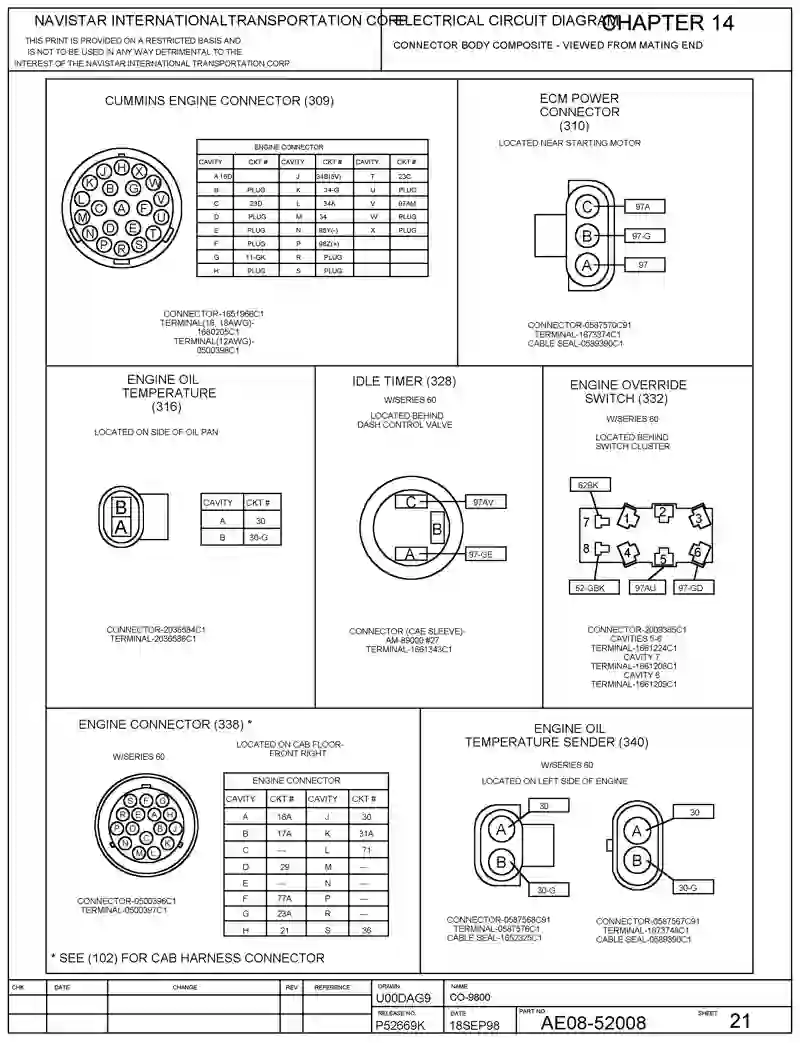 NAVISTAR INTERNATIONAL TRANSPORTATION CORP.
THIS PRINT IS PROVIDED ON A RESTRICTED BASIS AND
IS NOT TO BE USED IN ANY WAY DETRIMENTAL TO THE
INTEREST OF THE NAVISTAR INTERNATIONAL TRANSPORTATION CORP
ELECTRICAL CIRCUIT DIAGRAM
CHAPTER 14
CONNECTOR BODY COMPOSITE - VIEWED FROM MATING END
CUMMINS ENGINE CONNECTOR (309)
J H X
K B G W
L V
C A F
M U
N D E T
P R S
ENGINE CONNECTOR
CAVITY CKT # CAVITY CKT # CAVITY CKT #
A 16D J 34B(5V) T 23C
B PLUG K 34-G U PLUG
C 23D L 34A V 97AM
D PLUG M 34 W PLUG
E PLUG N 98Y(-) X PLUG
F PLUG P 98Z(+)
G 11-GK R PLUG
H PLUG S PLUG
CONNECTOR-1651966C1
TERMINAL(16, 18AWG)-
1680205C1
TERMINAL(12AWG)-
0500398C1
ECM POWER
CONNECTOR
(310)
LOCATED NEAR STARTING MOTOR
C 97A
B 97-G
A 97
CONNECTOR-0587570C91
TERMINAL-1673374C1
CABLE SEAL-0589390C1
ENGINE OIL
TEMPERATURE
(316)
LOCATED ON SIDE OF OIL PAN
B
A
CAVITY CKT #
A 30
B 30-G
CONNECTOR-2036584C1
TERMINAL-2036586C1
IDLE TIMER (328)
W/SERIES 60
LOCATED BEHIND
DASH CONTROL VALVE
C 97AV
B
A 97-GE
CONNECTOR (CAE SLEEVE)-
AM-89000 #27
TERMINAL-1661343C1
ENGINE OVERRIDE
SWITCH (332)
W/SERIES 60
LOCATED BEHIND
SWITCH CLUSTER
62BK
7 1 2 3
8 4 5 6
62-GBK 97AU 97-GD
CONNECTOR-2009385C1
CAVITIES 5-6
TERMINAL-1661224C1
CAVITY 7
TERMINAL-1661208C1
CAVITY 8
TERMINAL-1661209C1
ENGINE CONNECTOR (338) *
W/SERIES 60
LOCATED ON CAB FLOOR-
FRONT RIGHT
S F G
R E A H
P D B J
N C K
M L
ENGINE CONNECTOR
CAVITY CKT # CAVITY CKT #
A 16A J 30
B 17A K 31A
C — L 71
D 29 M —
E — N —
F 77A P —
G 23A R —
H 21 S 36
CONNECTOR-0500396C1
TERMINAL-0500397C1
* SEE (102) FOR CAB HARNESS CONNECTOR
ENGINE OIL
TEMPERATURE SENDER (340)
W/SERIES 60
LOCATED ON LEFT SIDE OF ENGINE
30 30
A A
B B
30-G 30-G
CONNECTOR-0587568C91
TERMINAL-0587576C1
CABLE SEAL-1652325C1
CONNECTOR-0587567C91
TERMINAL-1673748C1
CABLE SEAL-0589390C1
CHK DATE CHANGE REV REFERENCE
DRAWN
U00DAG9
NAME
CO-9800
RELEASE NO.
P52669K
DATE
18SEP98
PART NO.
AE08-52008
SHEET 21